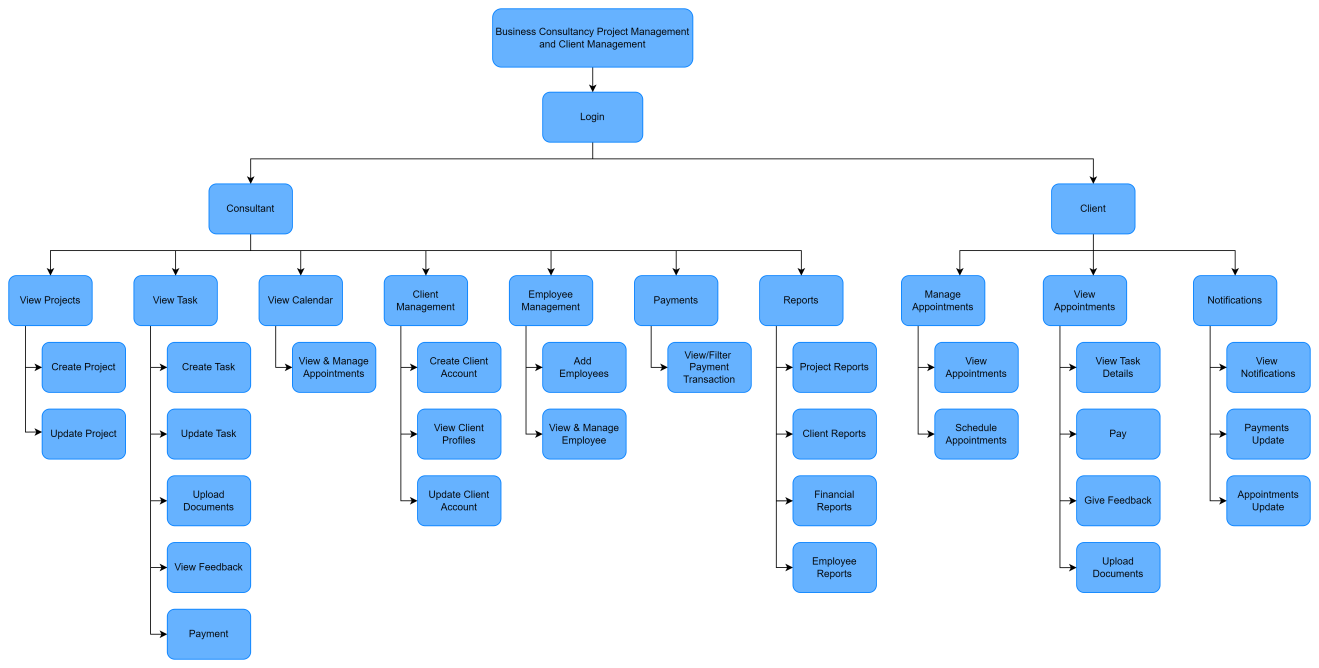 Business Consultancy Project Management
and Client Management
Login
Consultant
Client
View Projects
View Task
View Calendar
Client
Management
Employee
Management
Payments
Reports
Manage
Appointments
View
Appointments
Notifications
Create Project
Create Task
View & Manage
Appointments
Create Client
Account
Add
Employees
View/Filter
Payment
Transaction
Project Reports
View
Appointments
View Task
Details
View
Notifications
Update Project
Update Task
View Client
Profiles
View & Manage
Employee
Client Reports
Schedule
Appointments
Pay
Payments
Update
Upload
Documents
Update Client
Account
Financial
Reports
Give Feedback
Appointments
Update
View Feedback
Employee
Reports
Upload
Documents
Payment